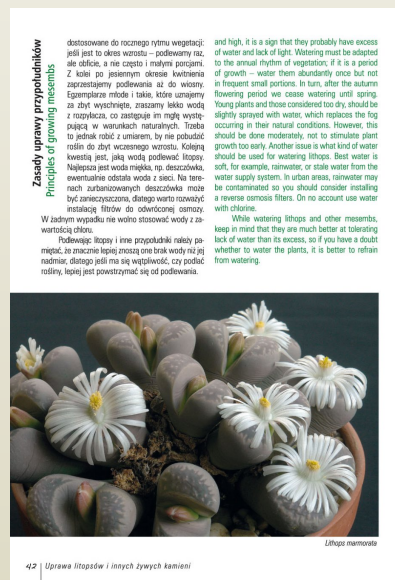 Zasady uprawy przypołudników
Principles of growing mesembs
dostosowane do rocznego rytmu wegetacji:
jeśli jest to okres wzrostu – podlewamy raz,
ale obficie, a nie często i małymi porcjami.
Z kolei po jesiennym okresie kwitnienia
zaprzestajemy podlewania aż do wiosny.
Egzemplarze młode i takie, które uznajemy
za zbyt wyschnięte, zraszamy lekko wodą
z rozpylacza, co zastępuje im mgłę wystę-
pującą w warunkach naturalnych. Trzeba
to jednak robić z umiarem, by nie pobudzić
roślin do zbyt wczesnego wzrostu. Kolejną
kwestią jest, jaką wodą podlewać litopsy.
Najlepsza jest woda miękka, np. deszczówka,
ewentualnie odstała woda z sieci. Na tere-
nach zurbanizowanych deszczówka może
być zanieczyszczona, dlatego warto rozważyć
instalację filtrów do odwróconej osmozy.
W żadnym wypadku nie wolno stosować wody z za-
wartością chloru.
Podlewając litopsy i inne przypołudniki należy pa-
miętać, że znacznie lepiej znoszą one brak wody niż jej
nadmiar, dlatego jeśli ma się wątpliwość, czy podlać
rośliny, lepiej jest powstrzymać się od podlewania.
and high, it is a sign that they probably have excess
of water and lack of light. Watering must be adapted
to the annual rhythm of vegetation; if it is a period
of growth – water them abundantly once but not
in frequent small portions. In turn, after the autumn
flowering period we cease watering until spring.
Young plants and those considered too dry, should be
slightly sprayed with water, which replaces the fog
occurring in their natural conditions. However, this
should be done moderately, not to stimulate plant
growth too early. Another issue is what kind of water
should be used for watering lithops. Best water is
soft, for example, rainwater, or stale water from the
water supply system. In urban areas, rainwater may
be contaminated so you should consider installing
a reverse osmosis filters. On no account use water
with chlorine.
While watering lithops and other mesembs,
keep in mind that they are much better at tolerating
lack of water than its excess, so if you have a doubt
whether to water the plants, it is better to refrain
from watering.
Lithops marmorata
42 Uprawa litopsów i innych żywych kamieni